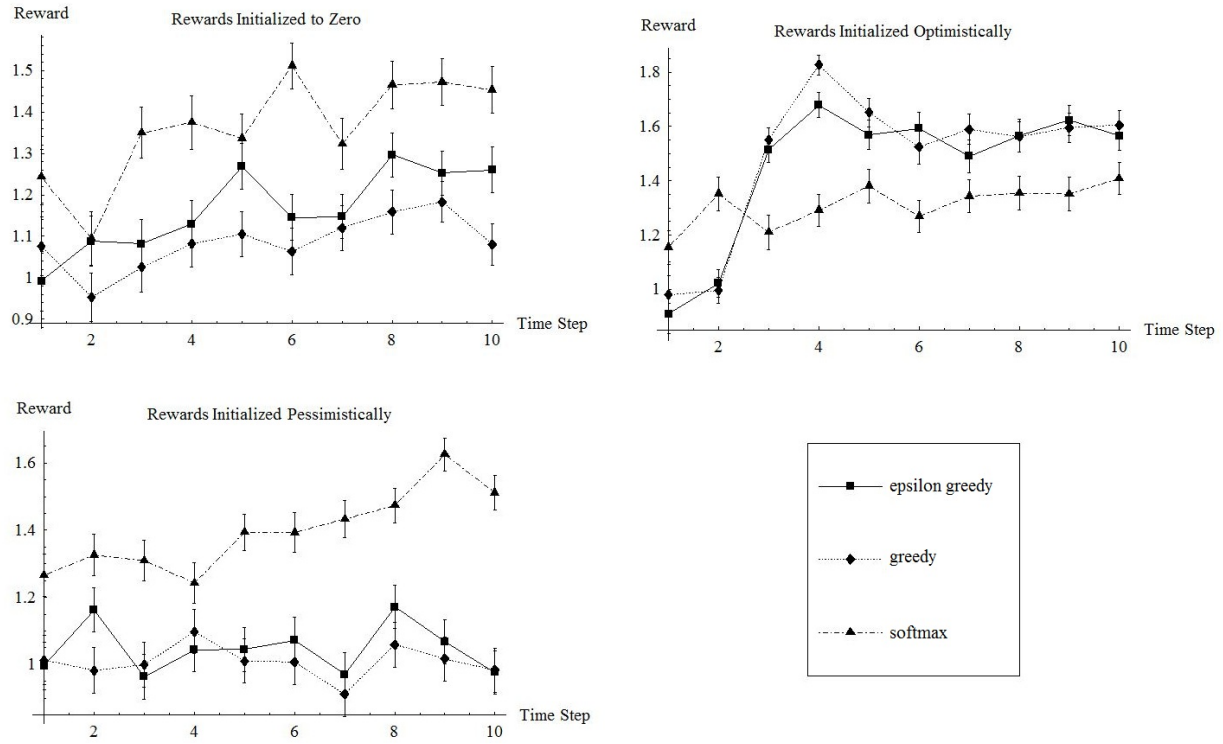 Reward
Rewards Initialized to Zero
1.5
1.4
1.3
1.2
1.1
1
0.9
2 4 6 8 10
Time Step
Reward
Rewards Initialized Optimistically
1.8
1.6
1.4
1.2
1
2 4 6 8 10
Time Step
Reward
Rewards Initialized Pessimistically
1.6
1.4
1.2
1
2 4 6 8 10
Time Step
epsilon greedy
greedy
softmax